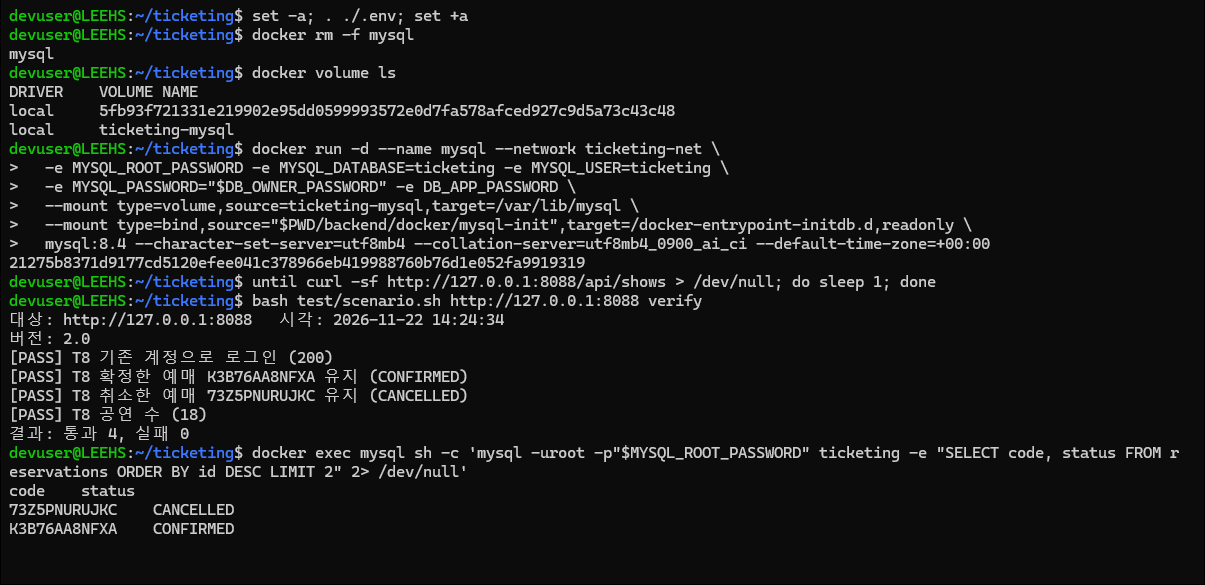 devuser@LEEHS:~/ticketing$ set -a; . ./.env; set +a
devuser@LEEHS:~/ticketing$ docker rm -f mysql
mysql
devuser@LEEHS:~/ticketing$ docker volume ls
DRIVER    VOLUME NAME
local     5fb93f721331e219902e95dd0599993572e0d7fa578afced927c9d5a73c43c48
local     ticketing-mysql
devuser@LEEHS:~/ticketing$ docker run -d --name mysql --network ticketing-net \
>   -e MYSQL_ROOT_PASSWORD -e MYSQL_DATABASE=ticketing -e MYSQL_USER=ticketing \
>   -e MYSQL_PASSWORD="$DB_OWNER_PASSWORD" -e DB_APP_PASSWORD \
>   --mount type=volume,source=ticketing-mysql,target=/var/lib/mysql \
>   --mount type=bind,source="$PWD/backend/docker/mysql-init",target=/docker-entrypoint-initdb.d,readonly \
>   mysql:8.4 --character-set-server=utf8mb4 --collation-server=utf8mb4_0900_ai_ci --default-time-zone=+00:00
21275b8371d9177cd5120efee041c378966eb419988760b76d1e052fa9919319
devuser@LEEHS:~/ticketing$ until curl -sf http://127.0.0.1:8088/api/shows > /dev/null; do sleep 1; done
devuser@LEEHS:~/ticketing$ bash test/scenario.sh http://127.0.0.1:8088 verify
대상: http://127.0.0.1:8088   시각: 2026-11-22 14:24:34
버전: 2.0
[PASS] T8 기존 계정으로 로그인 (200)
[PASS] T8 확정한 예매 K3B76AA8NFXA 유지 (CONFIRMED)
[PASS] T8 취소한 예매 73Z5PNURUJKC 유지 (CANCELLED)
[PASS] T8 공연 수 (18)
결과: 통과 4, 실패 0
devuser@LEEHS:~/ticketing$ docker exec mysql sh -c 'mysql -uroot -p"$MYSQL_ROOT_PASSWORD" ticketing -e "SELECT code, status FROM r
eservations ORDER BY id DESC LIMIT 2" 2> /dev/null'
code    status
73Z5PNURUJKC    CANCELLED
K3B76AA8NFXA    CONFIRMED